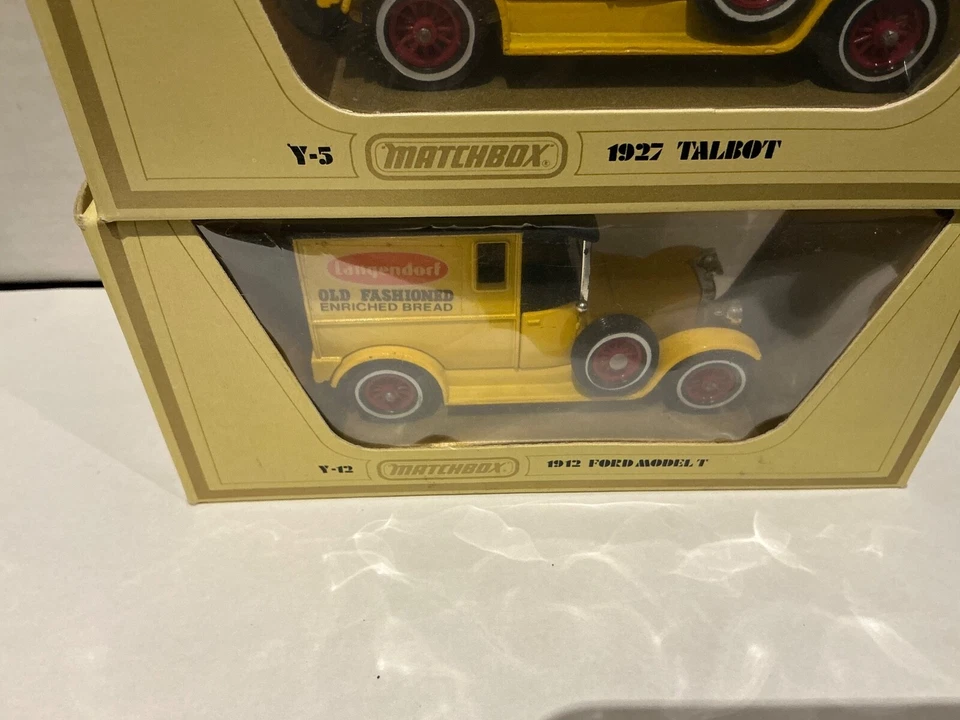 Y-5 MATCHBOX® 1927 TALBOT
Langendorf
OLD FASHIONED
ENRICHED BREAD
Y-12 MATCHBOX® 1912 FORD MODEL T